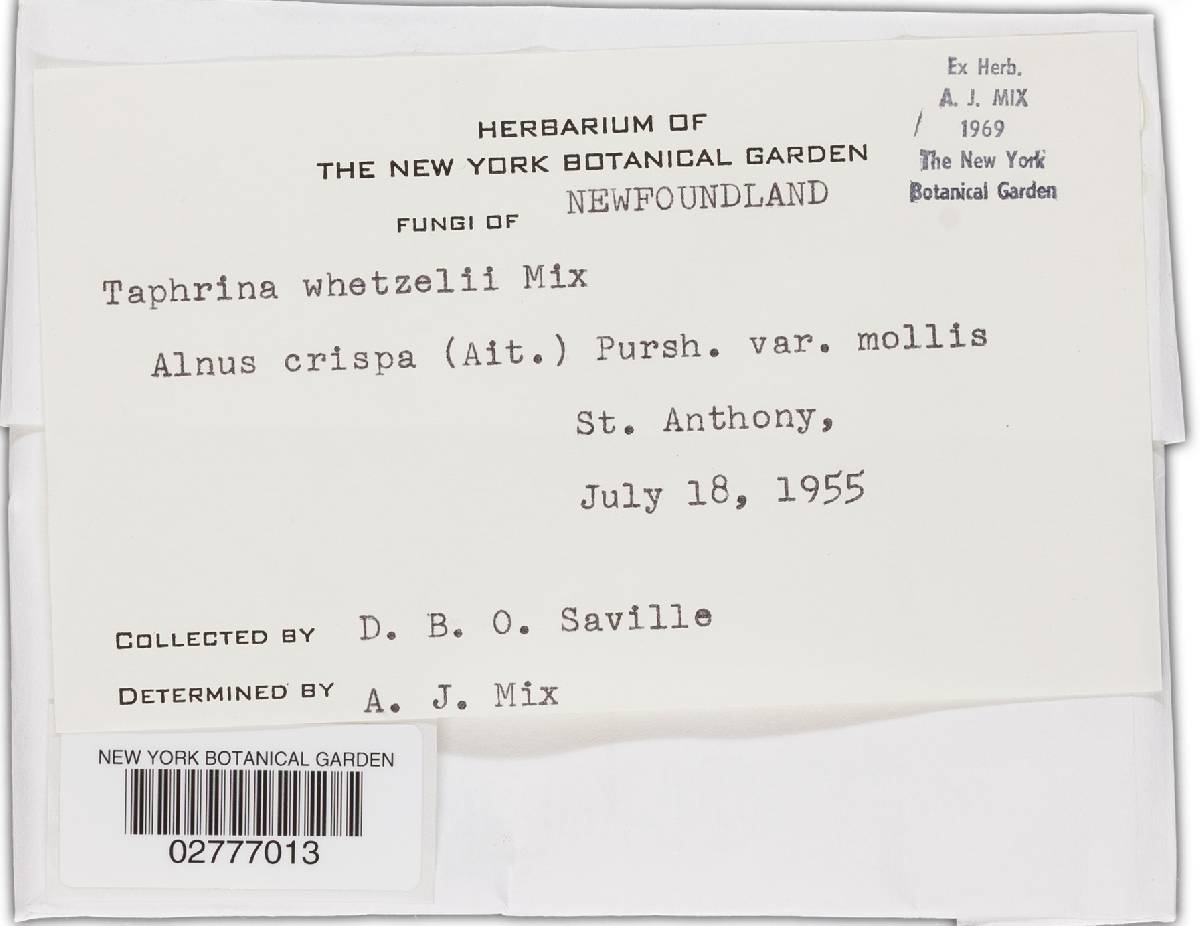 HERBARIUM OF
THE NEW YORK BOTANICAL GARDEN
FUNGI OF NEWFOUNDLAND
Ex Herb.
A. J. MIX
/ 1969
The New York
Botanical Garden
Taphrina whetzelii Mix
Alnus crispa (Ait.) Pursh. var. mollis
St. Anthony,
July 18, 1955
COLLECTED BY D. B. O. Saville
DETERMINED BY A. J. Mix
NEW YORK BOTANICAL GARDEN
02777013